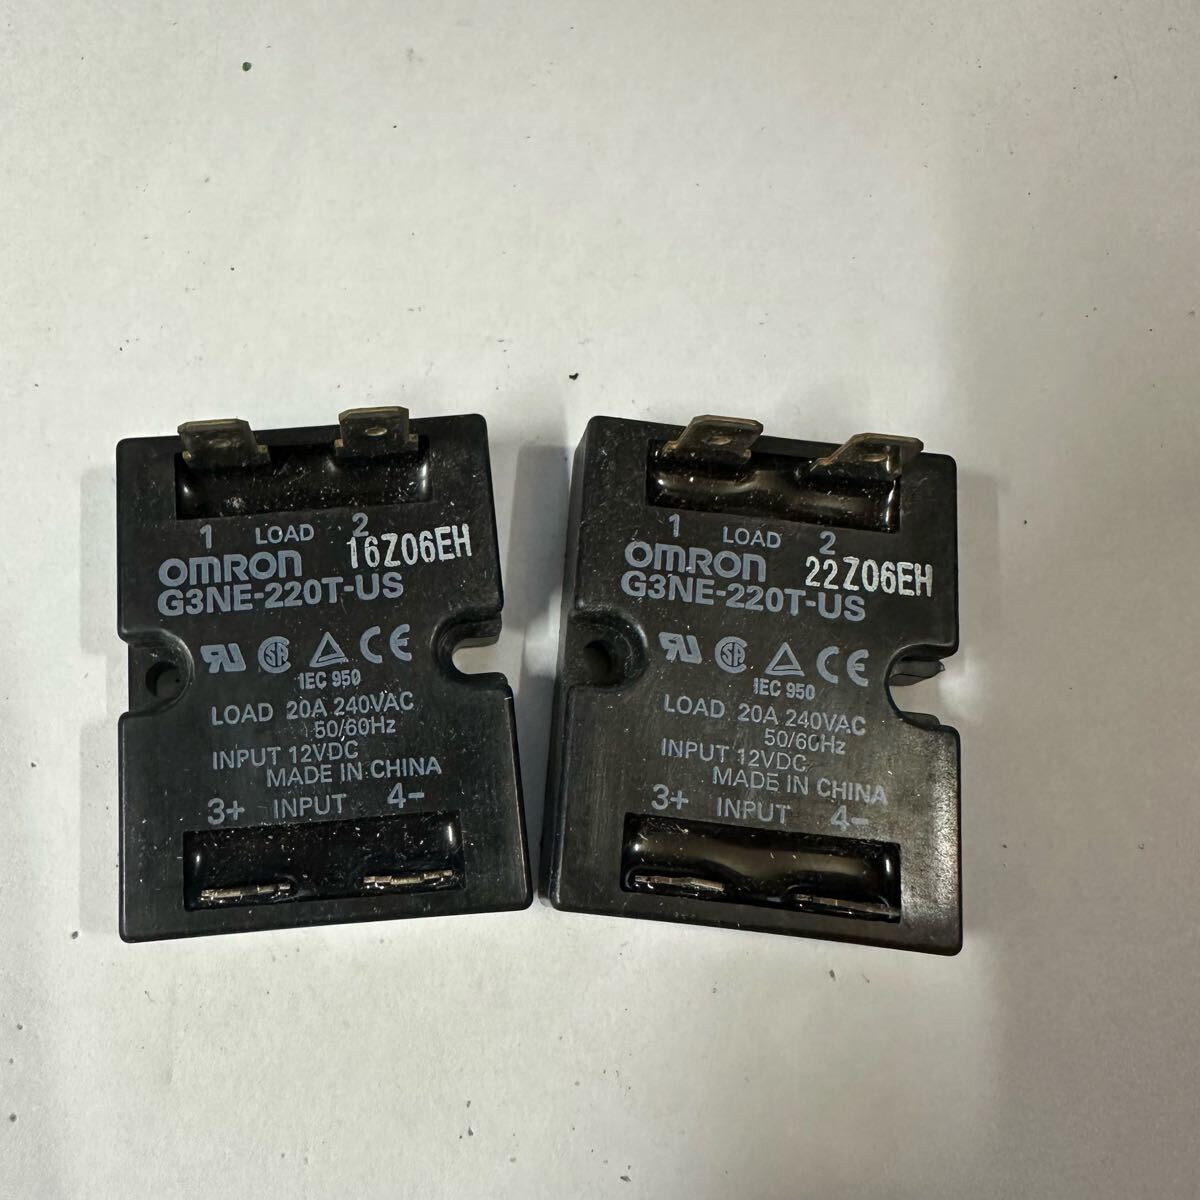 1 LOAD 2
16Z06EH
OMRON
G3NE-220T-US
IEC 950
LOAD 20A 240VAC
50/60Hz
INPUT 12VDC
MADE IN CHINA
3+ INPUT 4-
1 LOAD 2
22Z06EH
OMRON
G3NE-220T-US
IEC 950
LOAD 20A 240VAC
50/60Hz
INPUT 12VDC
MADE IN CHINA
3+ INPUT 4-